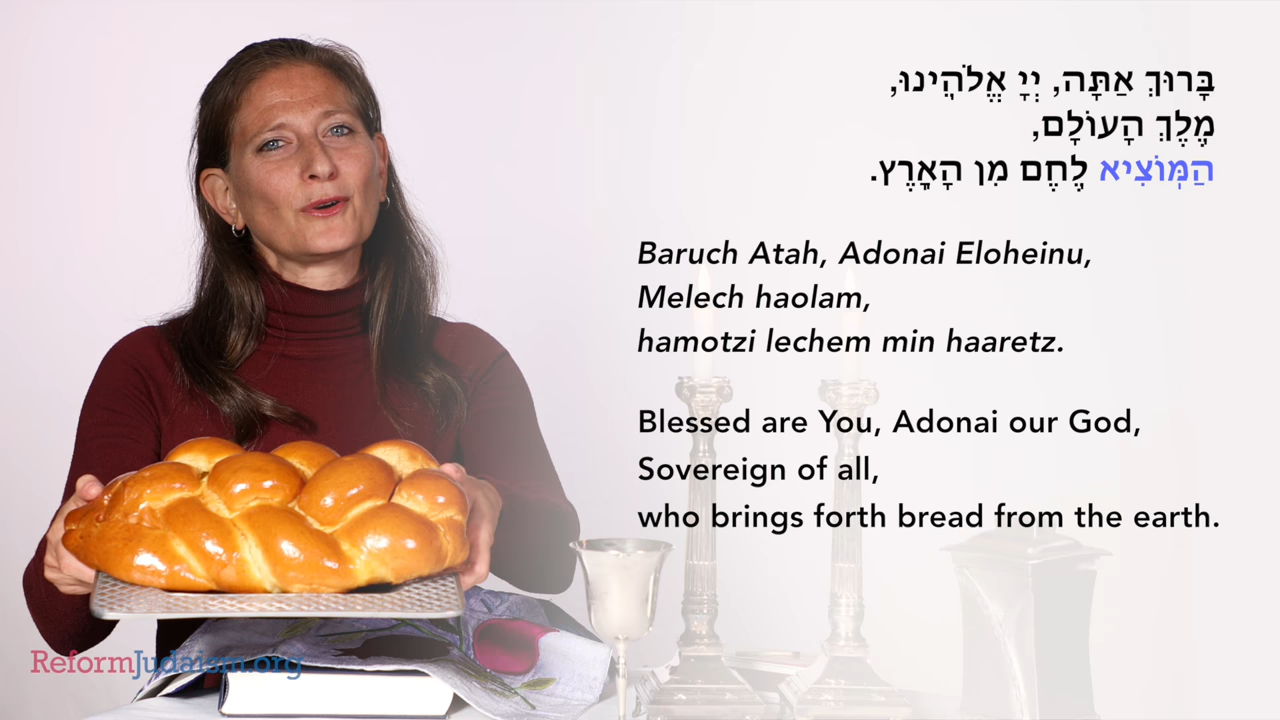 בָּרוּךְ אַתָּה, יְיָ אֱלֹהֵֽינוּ,
מֶֽלֶךְ הָעוֹלָם,
הַמּֽוֹצִיא לֶֽחֶם מִן הָאָֽרֶץ.
Baruch Atah, Adonai Eloheinu,
Melech haolam,
hamotzi lechem min haaretz.
Blessed are You, Adonai our God,
Sovereign of all,
who brings forth bread from the earth.
ReformJudaism.org